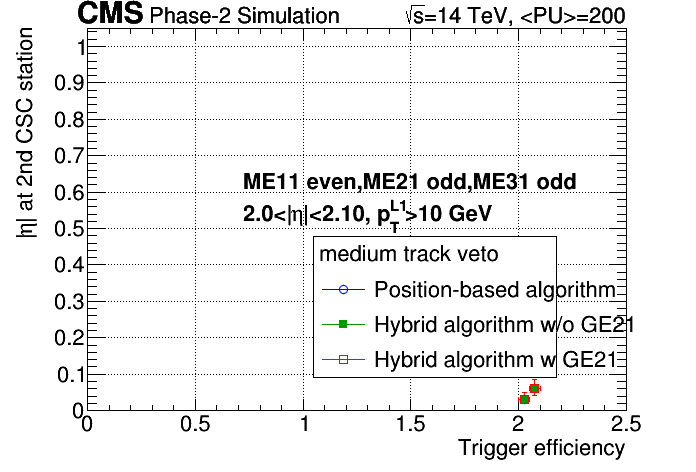 CMS Phase-2 Simulation √s=14 TeV, <PU>=200
|η| at 2nd CSC station
1
0.9
0.8
0.7
0.6
0.5
0.4
0.3
0.2
0.1
0
ME11 even,ME21 odd,ME31 odd
2.0<|η|<2.10, p_T^L1>10 GeV
medium track veto
Position-based algorithm
Hybrid algorithm w/o GE21
Hybrid algorithm w GE21
0 0.5 1 1.5 2 2.5
Trigger efficiency